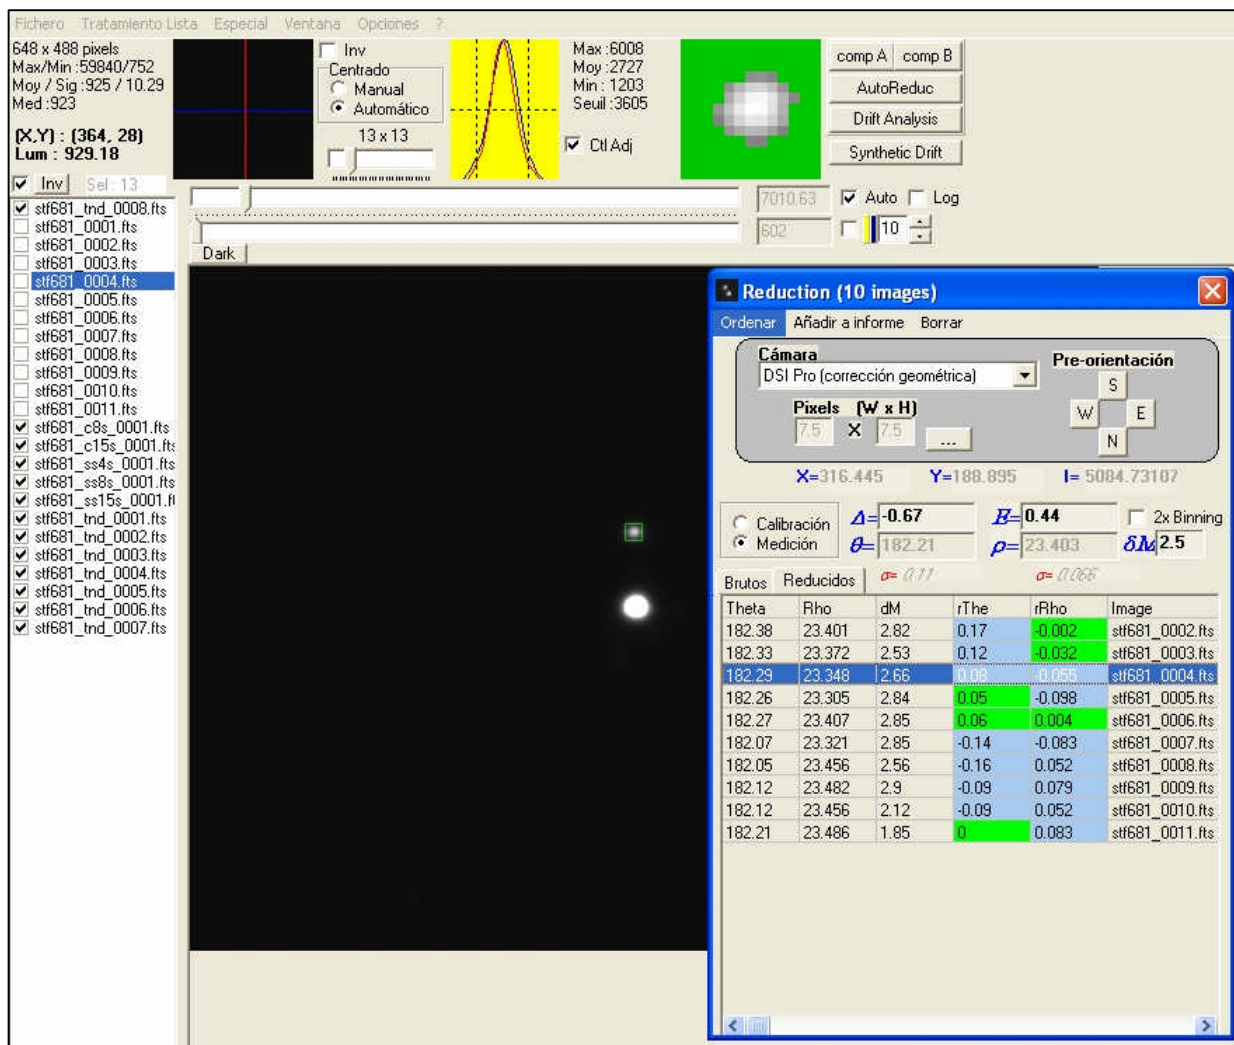 Fichero Tratamiento Lista Especial Ventana Opciones ?
648 x 488 pixels
Max/Min :59840/752
Moy / Sig :925 / 10.29
Med :923
(X,Y) : (364, 28)
Lum : 929.18
Inv
Centrado
Manual
Automático
13 x 13
Max :6008
Moy :2727
Min : 1203
Seuil :3605
Ctl Adj
comp A comp B
AutoReduc
Drift Analysis
Synthetic Drift
Inv Sel : 13
7010.63 Auto Log
602 10
Dark
stf681_tnd_0008.fts
stf681_0001.fts
stf681_0002.fts
stf681_0003.fts
stf681_0004.fts
stf681_0005.fts
stf681_0006.fts
stf681_0007.fts
stf681_0008.fts
stf681_0009.fts
stf681_0010.fts
stf681_0011.fts
stf681_c8s_0001.fts
stf681_c15s_0001.fts
stf681_ss4s_0001.fts
stf681_ss8s_0001.fts
stf681_ss15s_0001.f
stf681_tnd_0001.fts
stf681_tnd_0002.fts
stf681_tnd_0003.fts
stf681_tnd_0004.fts
stf681_tnd_0005.fts
stf681_tnd_0006.fts
stf681_tnd_0007.fts
Reduction (10 images)
Ordenar Añadir a informe Borrar
Cámara
DSI Pro (corrección geométrica)
Pixels (W x H)
7.5 X 7.5 ...
Pre-orientación
S
W E
N
X=316.445 Y=188.895 I= 5084.73107
Calibración Δ=-0.67 E=0.44 2x Binning
Medición θ=182.21 ρ=23.403 δM 2.5
Brutos Reducidos σ= 0.11 σ= 0.066
Theta Rho dM rThe rRho Image
182.38 23.401 2.82 0.17 -0.002 stf681_0002.fts
182.33 23.372 2.53 0.12 -0.032 stf681_0003.fts
182.29 23.348 2.66 0.08 -0.055 stf681_0004.fts
182.26 23.305 2.84 0.05 -0.098 stf681_0005.fts
182.27 23.407 2.85 0.06 0.004 stf681_0006.fts
182.07 23.321 2.85 -0.14 -0.083 stf681_0007.fts
182.05 23.456 2.56 -0.16 0.052 stf681_0008.fts
182.12 23.482 2.9 -0.09 0.079 stf681_0009.fts
182.12 23.456 2.12 -0.09 0.052 stf681_0010.fts
182.21 23.486 1.85 0 0.083 stf681_0011.fts